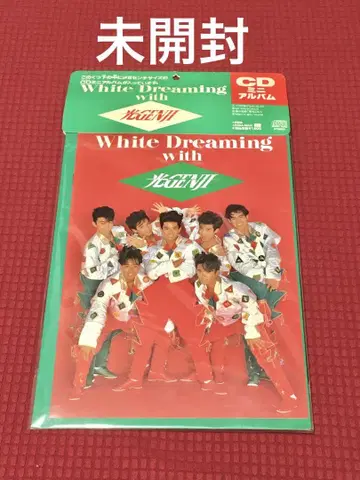 未開封
White Dreaming
with
光GENJI
CD
ミニ
アルバム
White Dreaming
with
光GENJI